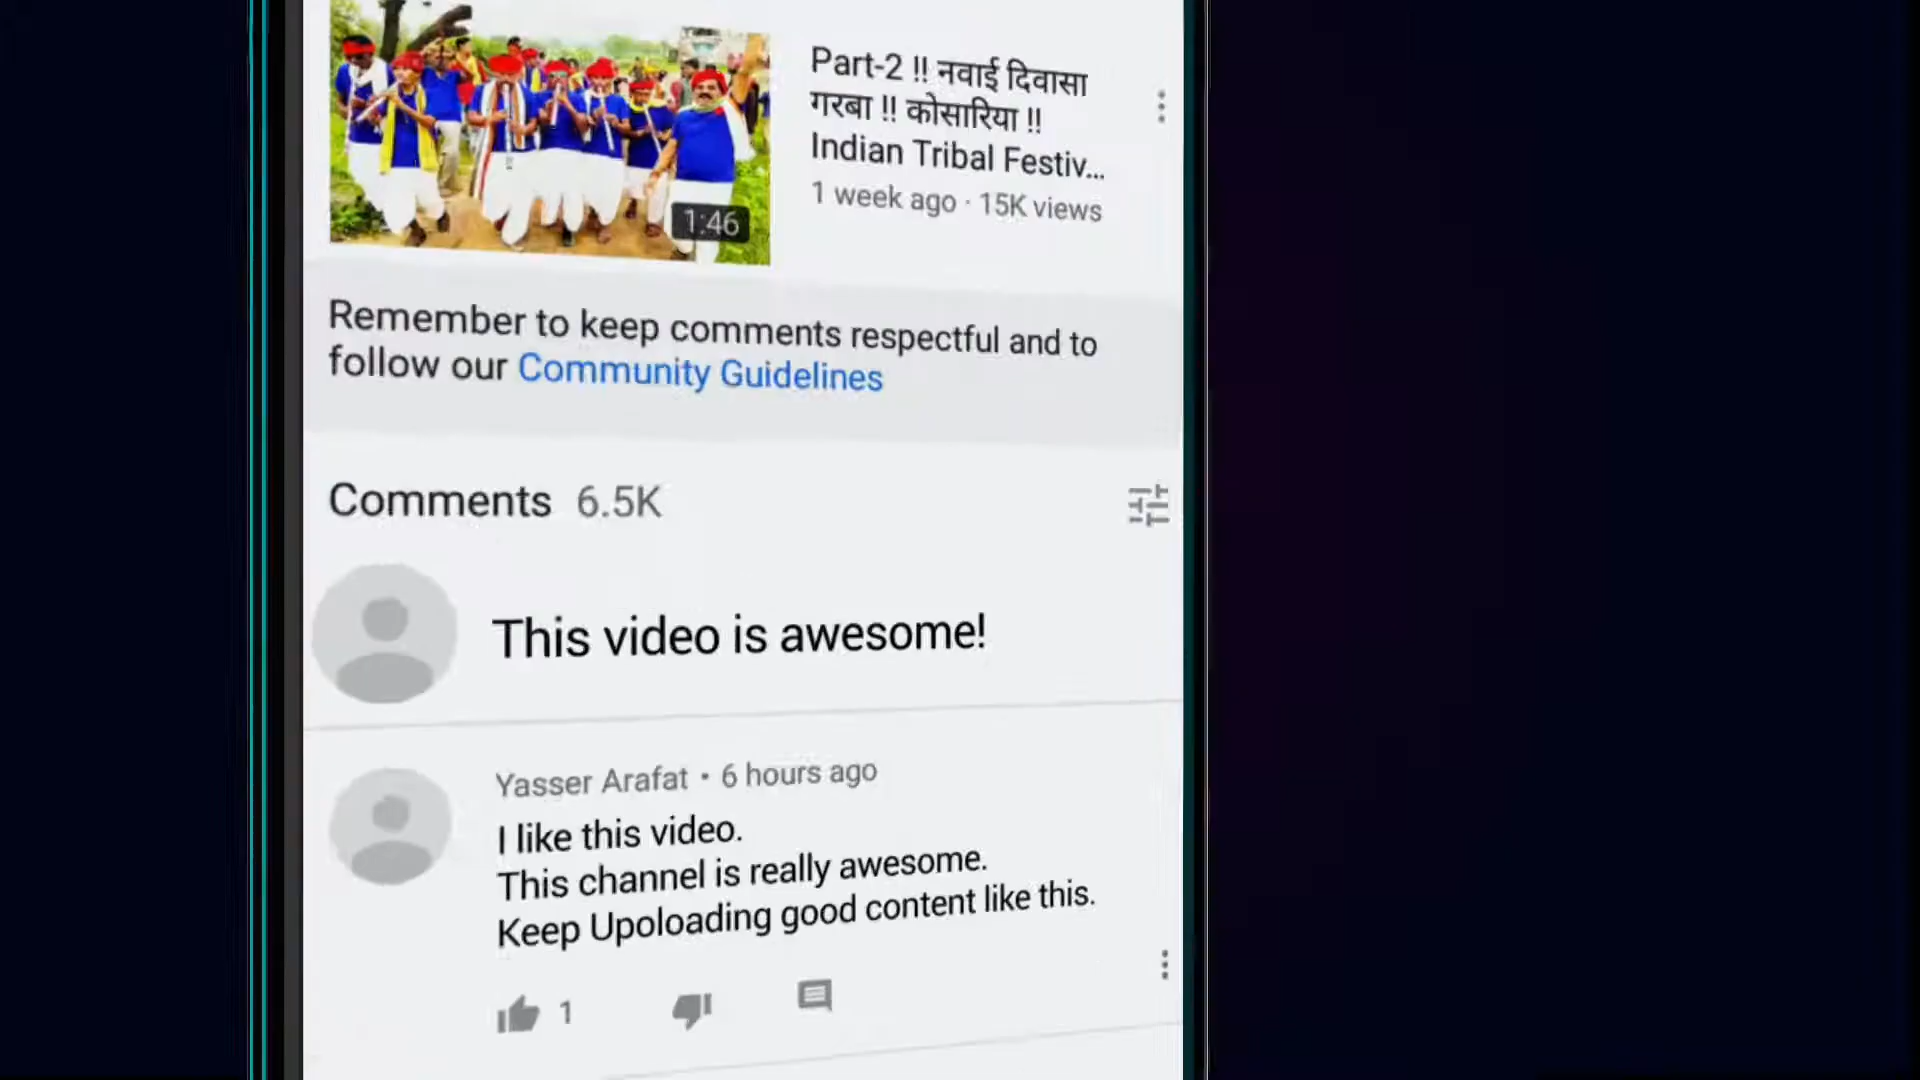 Part-2 !! नवाई दिवासा
गरबा !! कोसारिया !!
Indian Tribal Festiv...
1 week ago · 15K views
1:46
Remember to keep comments respectful and to
follow our Community Guidelines
Comments 6.5K
This video is awesome!
Yasser Arafat • 6 hours ago
I like this video.
This channel is really awesome.
Keep Upoloading good content like this.
1